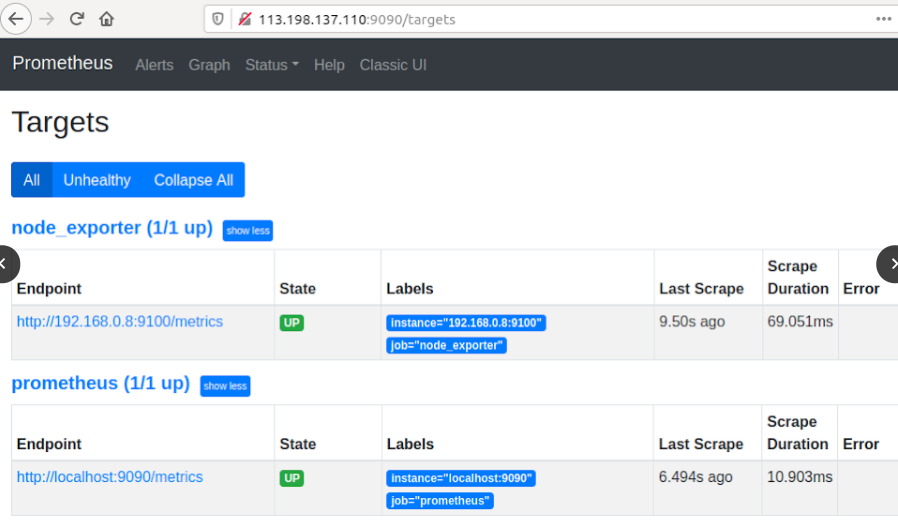 113.198.137.110:9090/targets
Prometheus Alerts Graph Status Help Classic UI
Targets
All Unhealthy Collapse All
node_exporter (1/1 up) show less
Endpoint State Labels Last Scrape Scrape Duration Error
http://192.168.0.8:9100/metrics UP instance="192.168.0.8:9100" 9.50s ago 69.051ms
job="node_exporter"
prometheus (1/1 up) show less
Endpoint State Labels Last Scrape Scrape Duration Error
http://localhost:9090/metrics UP instance="localhost:9090" 6.494s ago 10.903ms
job="prometheus"